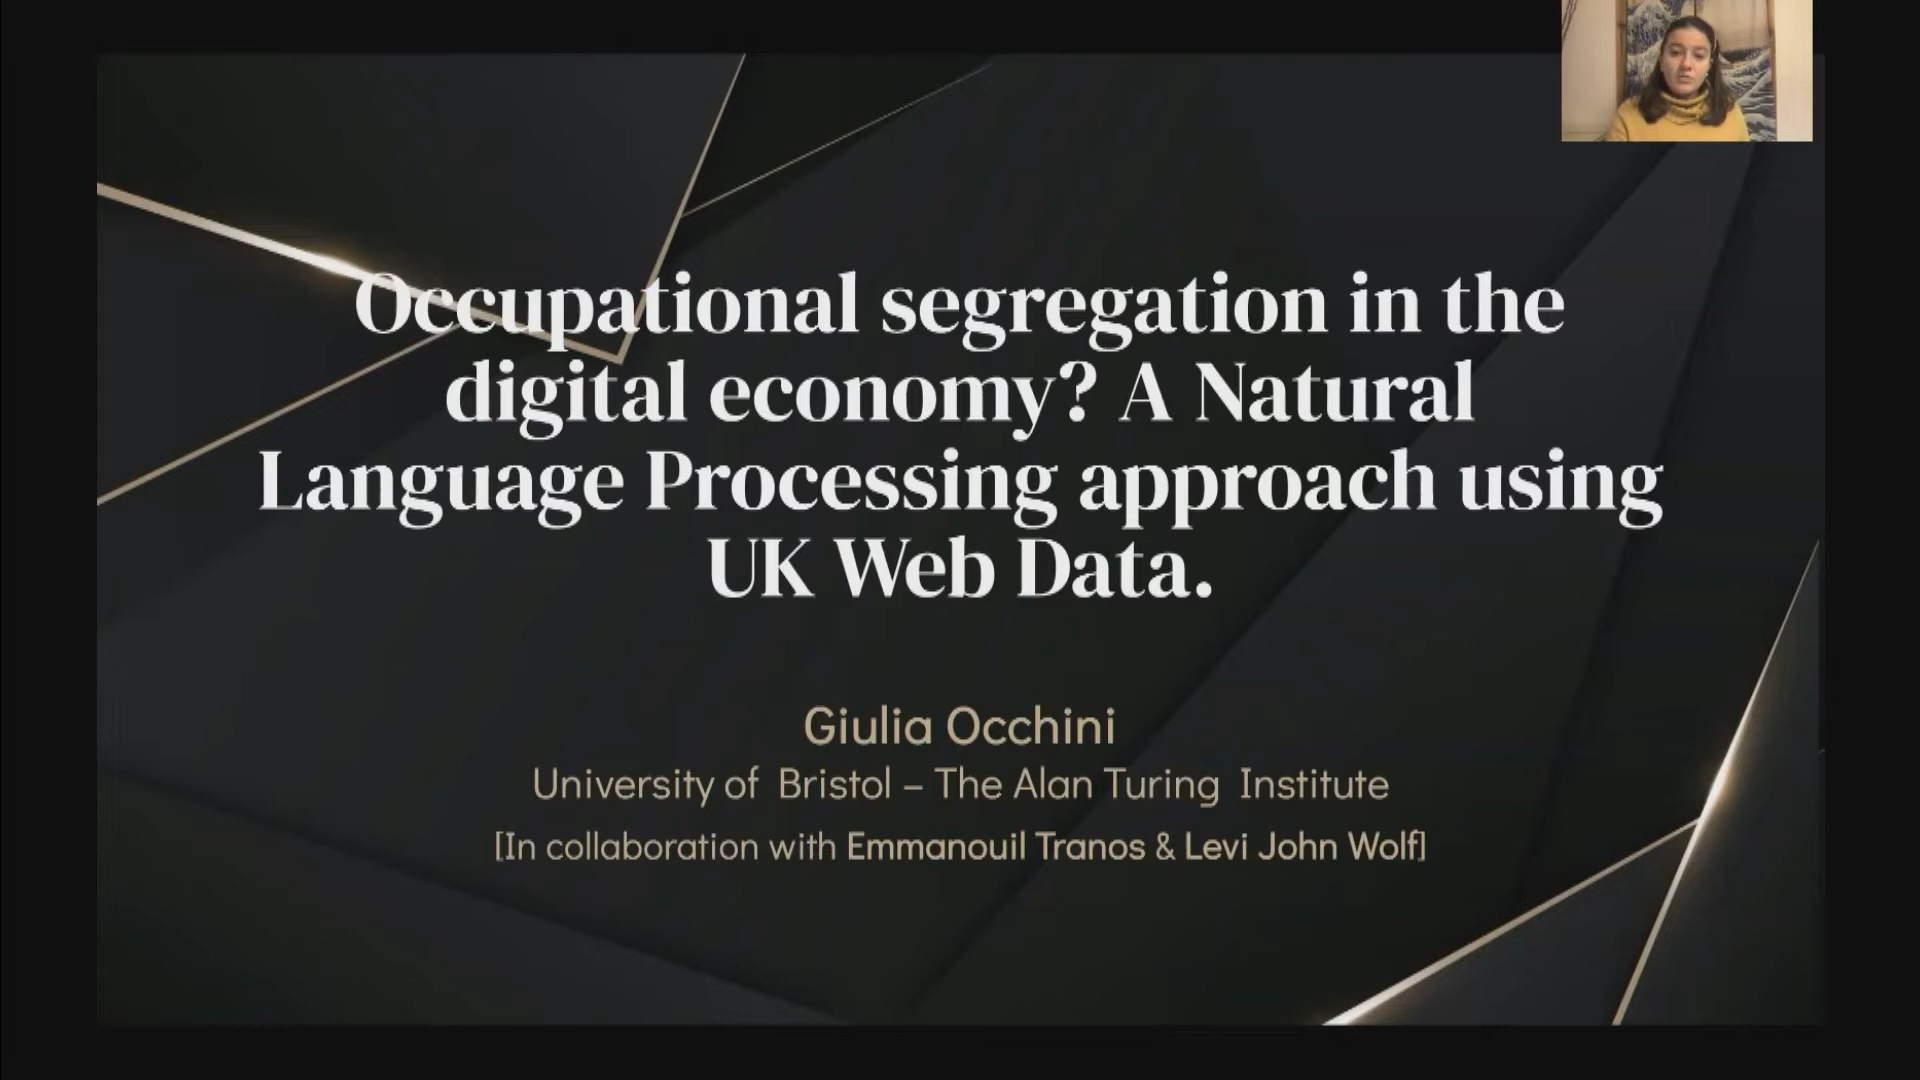 Occupational segregation in the
digital economy? A Natural
Language Processing approach using
UK Web Data.
Giulia Occhini
University of Bristol – The Alan Turing Institute
[In collaboration with Emmanouil Tranos & Levi John Wolf]